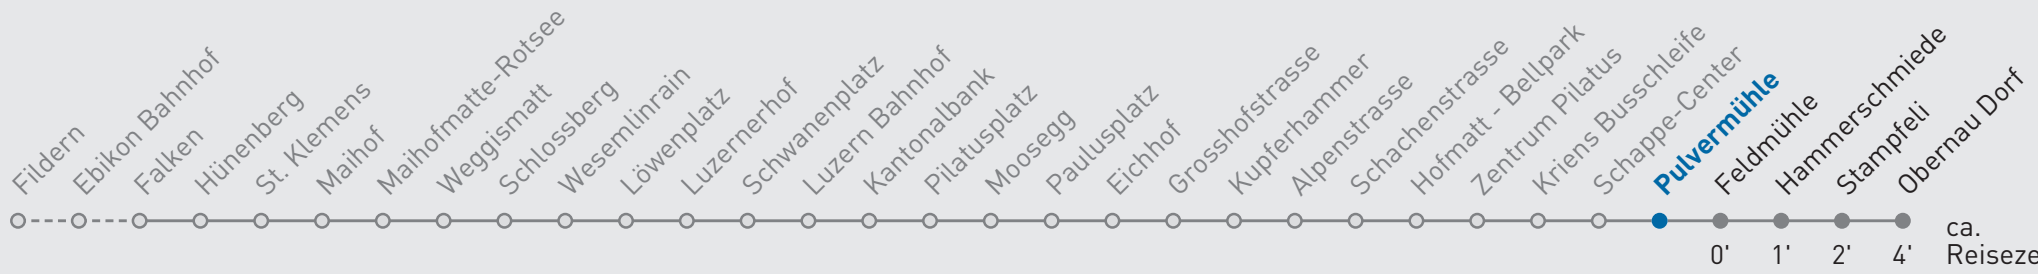 Fildern
Ebikon Bahnhof
Falken
Hünenberg
St. Klemens
Maihof
Maihofmatte-Rotsee
Weggismatt
Schlossberg
Wesemlinrain
Löwenplatz
Luzernerhof
Schwanenplatz
Luzern Bahnhof
Kantonalbank
Pilatusplatz
Moosegg
Paulusplatz
Eichhof
Grosshofstrasse
Kupferhammer
Alpenstrasse
Schachenstrasse
Hofmatt - Bellpark
Zentrum Pilatus
Kriens Busschleife
Schappe-Center
Pulvermühle
Feldmühle
Hammerschmiede
Stampfeli
Obernau Dorf
ca.
0' 1' 2' 4' Reiseze